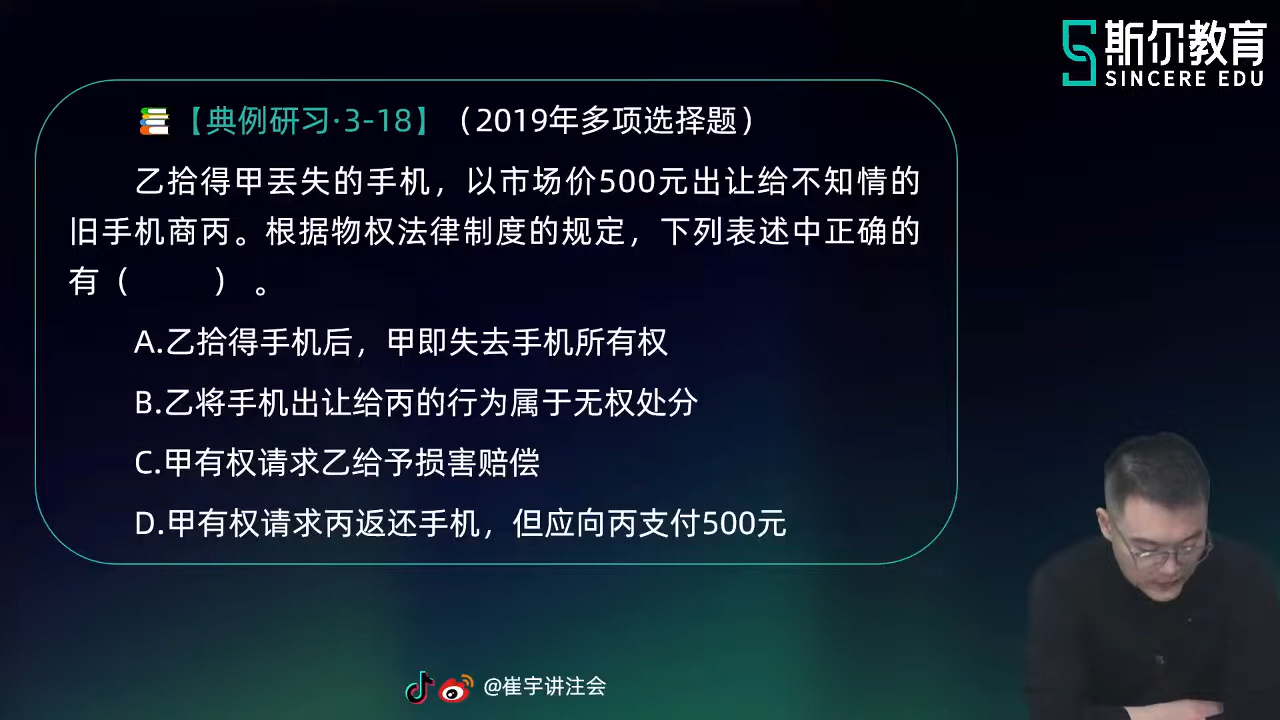 斯尔教育
SINCERE EDU
【典例研习·3-18】（2019年多项选择题）
乙拾得甲丢失的手机，以市场价500元出让给不知情的
旧手机商丙。根据物权法律制度的规定，下列表述中正确的
有（ ）。
A.乙拾得手机后，甲即失去手机所有权
B.乙将手机出让给丙的行为属于无权处分
C.甲有权请求乙给予损害赔偿
D.甲有权请求丙返还手机，但应向丙支付500元
@崔宇讲注会